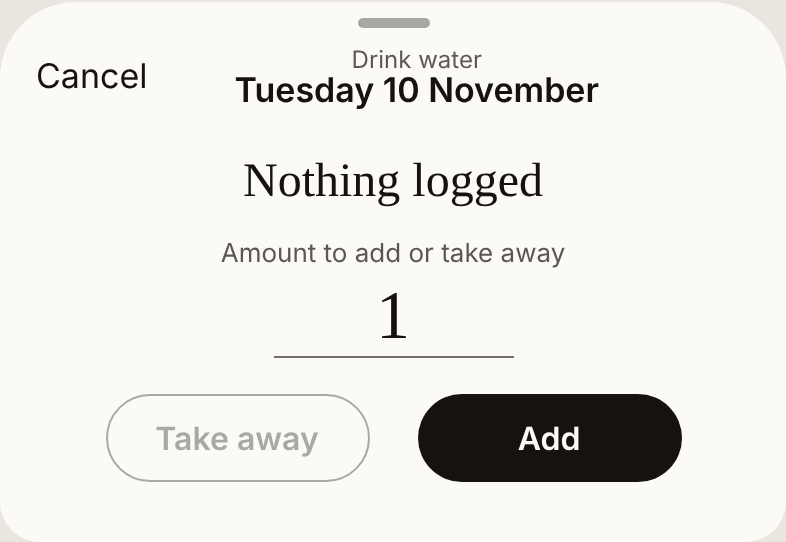 Cancel
Drink water
Tuesday 10 November
Nothing logged
Amount to add or take away
1
Take away
Add